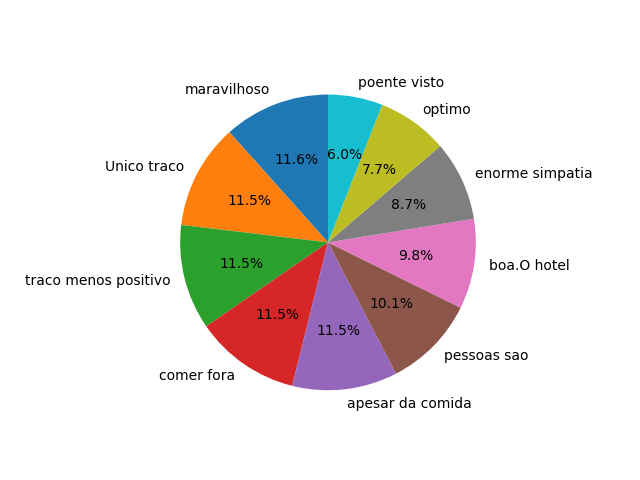 poente visto
maravilhoso
optimo
6.0%
11.6%
7.7%
Unico traco
enorme simpatia
11.5%
8.7%
9.8%
11.5%
boa.O hotel
traco menos positivo
10.1%
11.5%
11.5%
pessoas sao
comer fora
apesar da comida